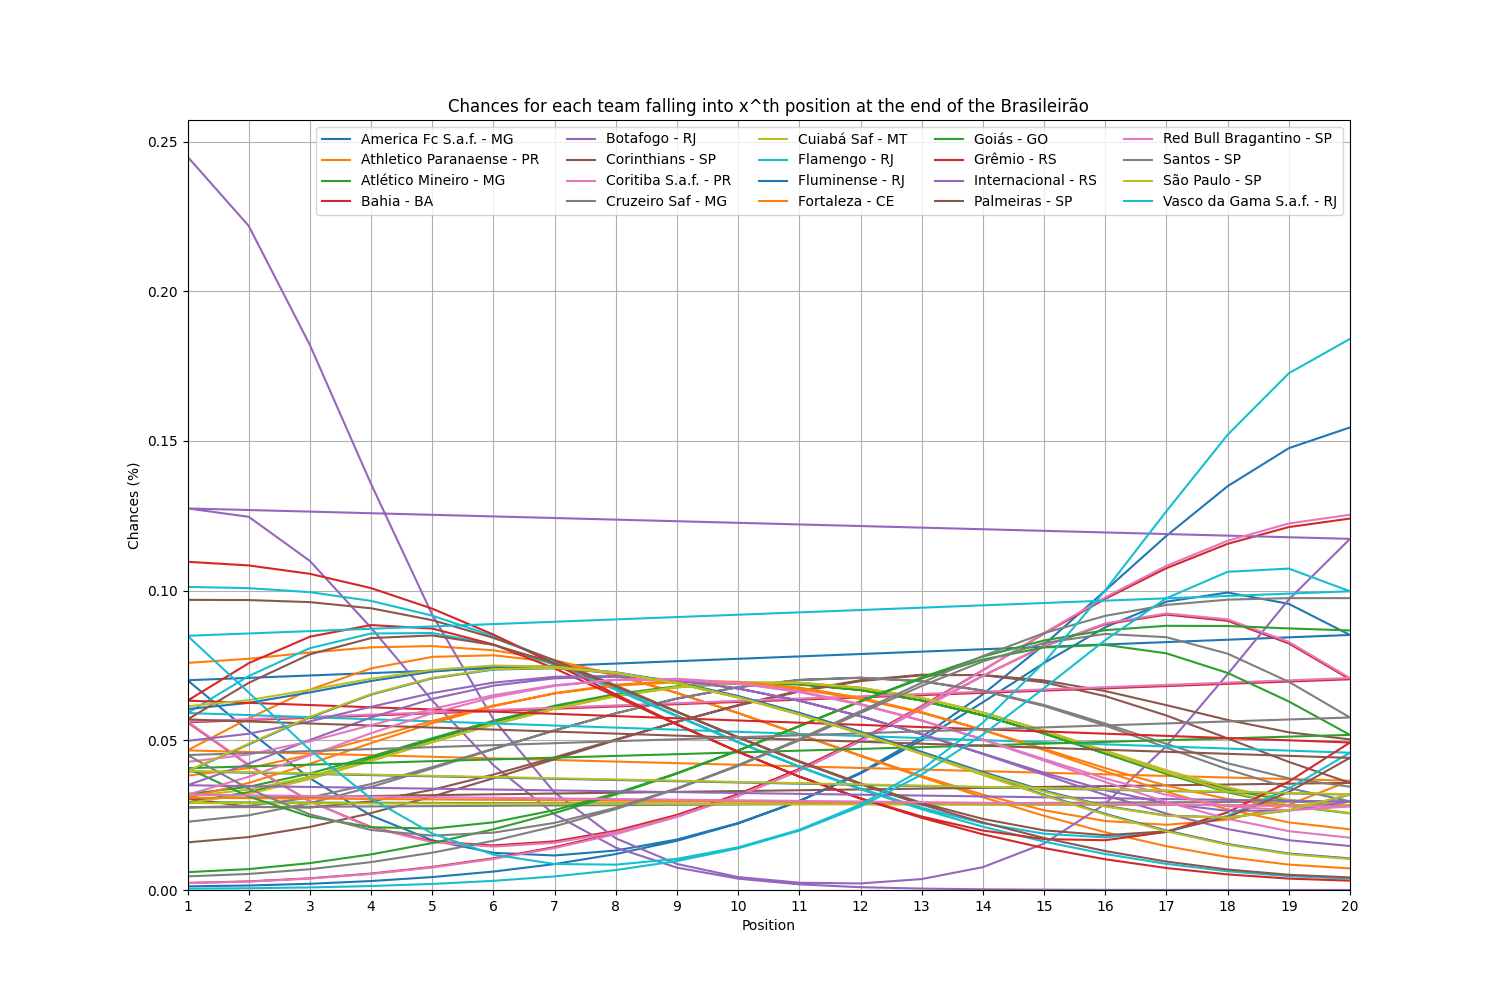 Chances for each team falling into x^th position at the end of the Brasileirão
America Fc S.a.f. - MG
Athletico Paranaense - PR
Atlético Mineiro - MG
Bahia - BA
Botafogo - RJ
Corinthians - SP
Coritiba S.a.f. - PR
Cruzeiro Saf - MG
Cuiabá Saf - MT
Flamengo - RJ
Fluminense - RJ
Fortaleza - CE
Goiás - GO
Grêmio - RS
Internacional - RS
Palmeiras - SP
Red Bull Bragantino - SP
Santos - SP
São Paulo - SP
Vasco da Gama S.a.f. - RJ
Chances (%)
0.25
0.20
0.15
0.10
0.05
0.00
1 2 3 4 5 6 7 8 9 10 11 12 13 14 15 16 17 18 19 20
Position